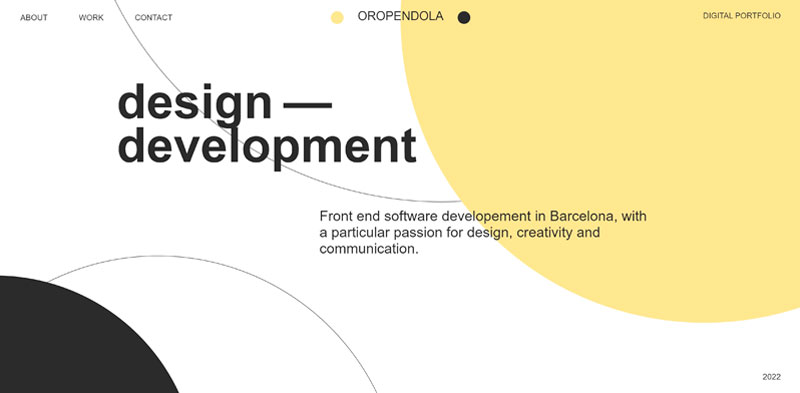 ABOUT WORK CONTACT OROPENDOLA DIGITAL PORTFOLIO
design —
development
Front end software developement in Barcelona, with
a particular passion for design, creativity and
communication.
2022